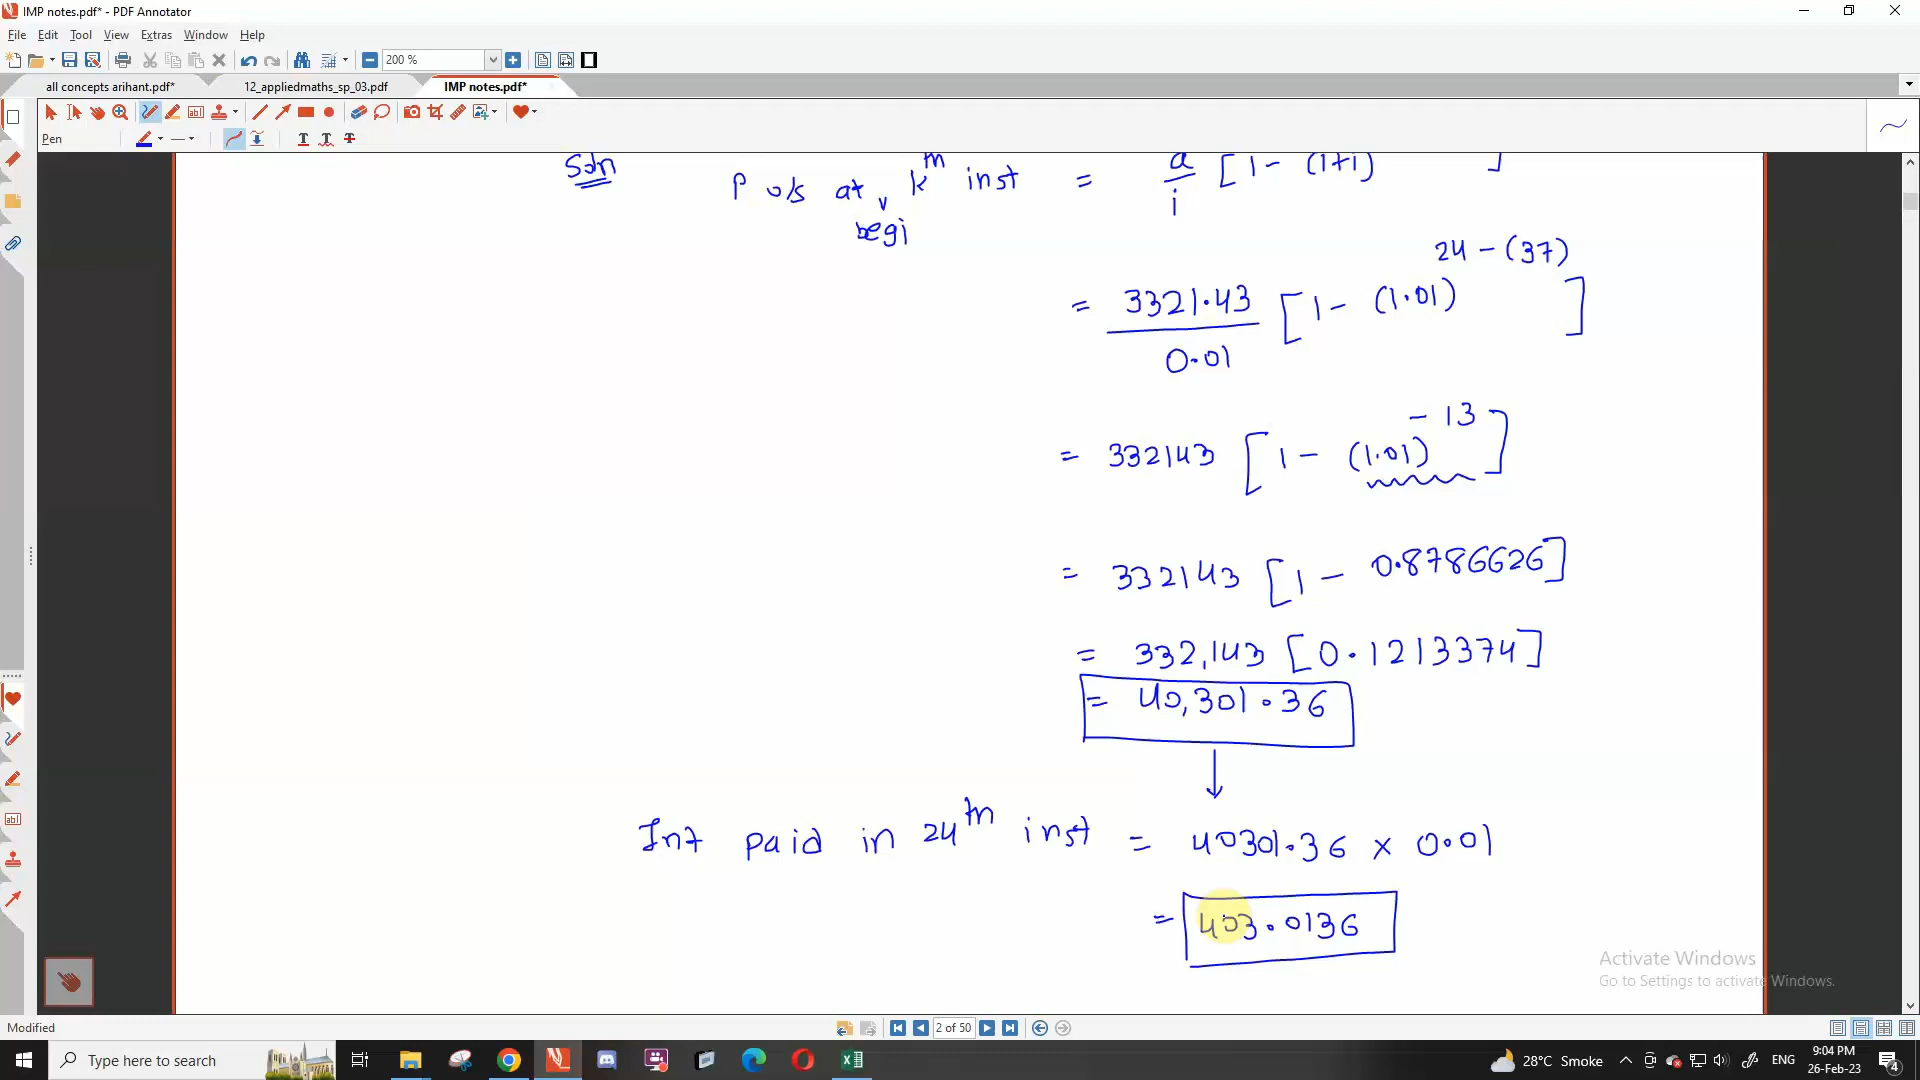 IMP notes.pdf* - PDF Annotator
File Edit Tool View Extras Window Help
200 %
all concepts arihant.pdf* 12_appliedmaths_sp_03.pdf IMP notes.pdf*
Pen
Soln P o/s at kth inst = a/i [1 - (1+i) ]
begi
= 3321.43/0.01 [1 - (1.01)^24 - (37)]
= 332143 [1 - (1.01)^-13]
= 332143 [1 - 0.8786626]
= 332,143 [0.1213374]
= 40,301.36
Int paid in 24th inst = 40301.36 x 0.01
= 403.0136
Activate Windows
Go to Settings to activate Windows.
Modified
2 of 50
Type here to search
28°C Smoke
ENG
9:04 PM
26-Feb-23
4